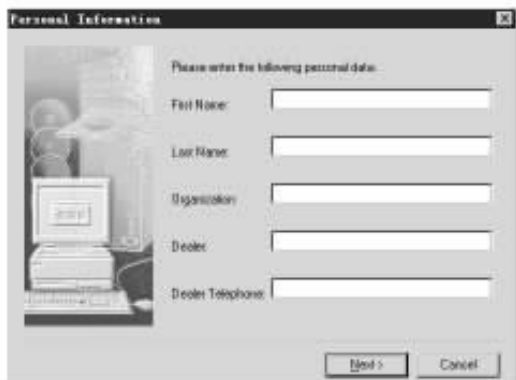 Personal Information
Please enter the following personal data.
First Name:
Last Name:
Organization:
Dealer:
Dealer Telephone:
Next >
Cancel